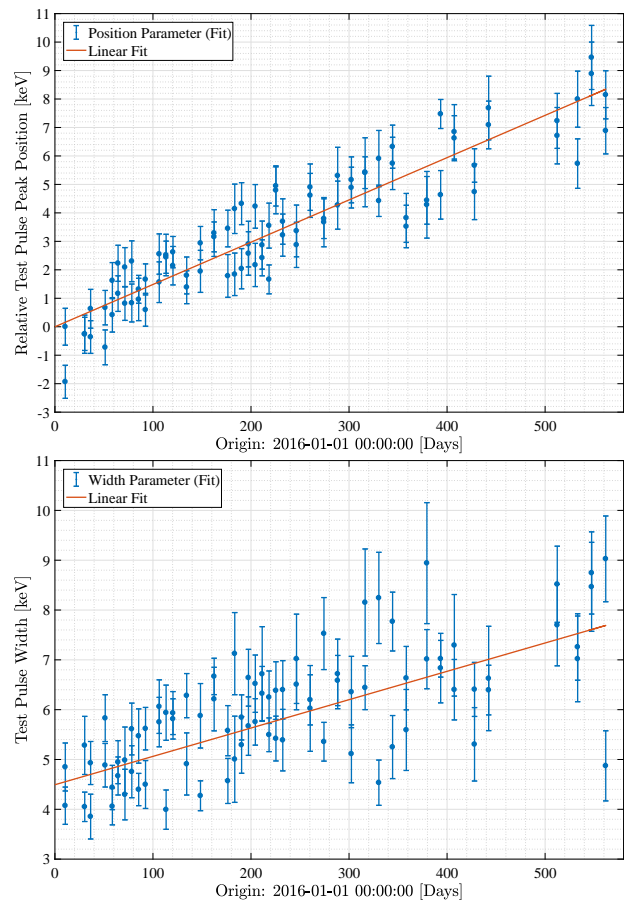 11
10
9
8
7
6
5
4
3
2
1
0
-1
-2
-3
Relative Test Pulse Peak Position [keV]
Position Parameter (Fit)
Linear Fit
0 100 200 300 400 500
Origin: 2016-01-01 00:00:00 [Days]
11
10
9
8
7
6
5
4
3
Test Pulse Width [keV]
Width Parameter (Fit)
Linear Fit
0 100 200 300 400 500
Origin: 2016-01-01 00:00:00 [Days]